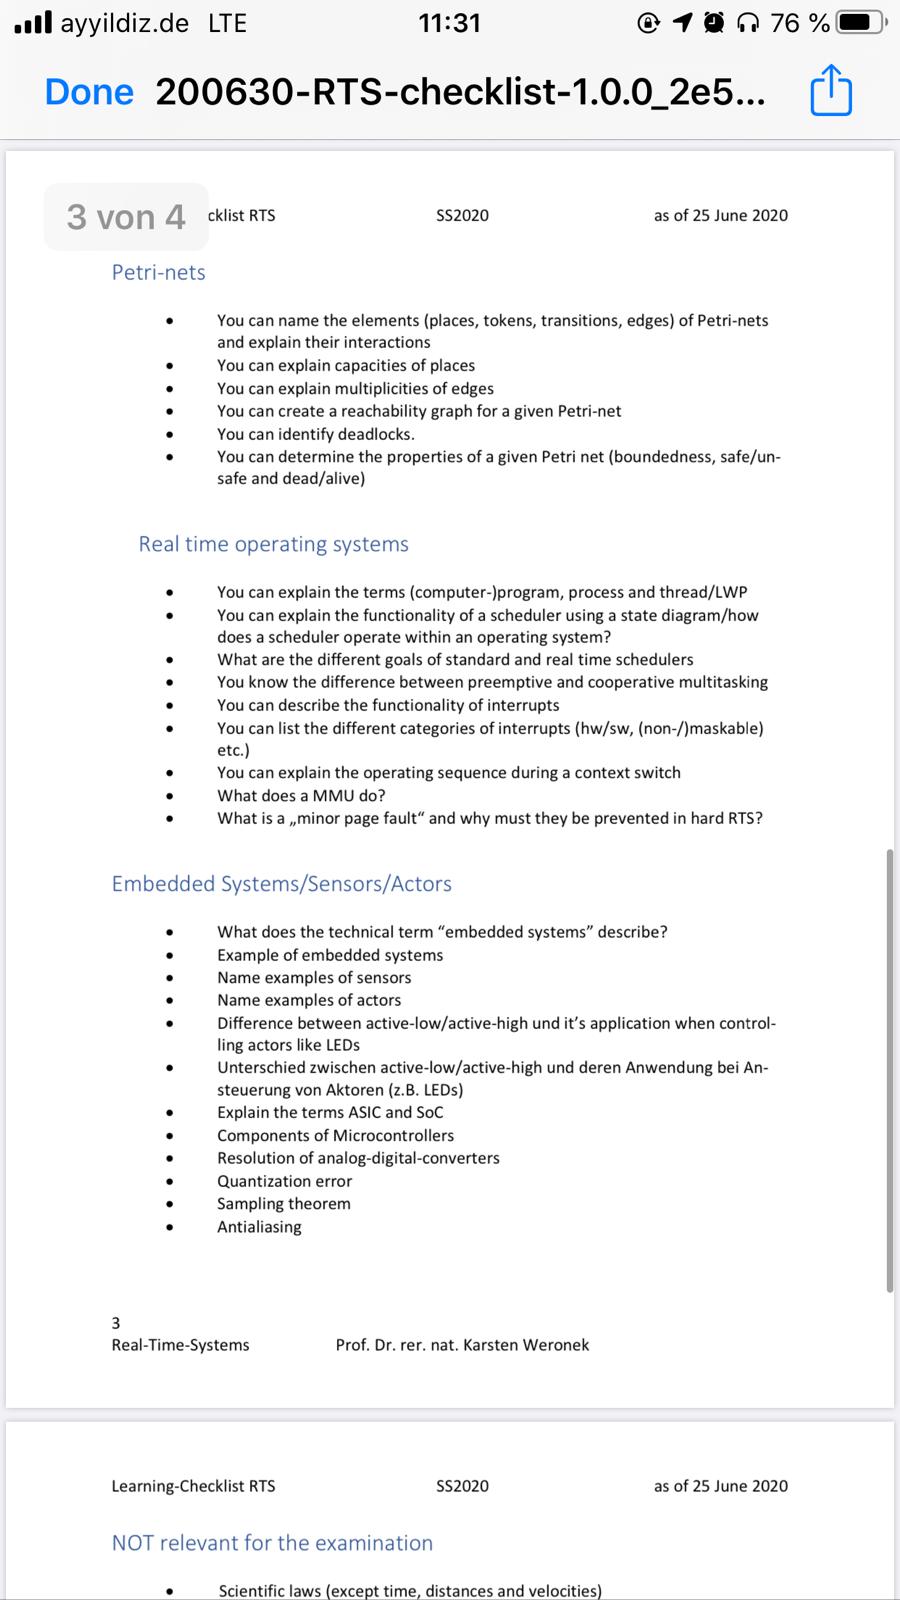 ayyildiz.de LTE 11:31 76 %
Done 200630-RTS-checklist-1.0.0_2e5...
3 von 4 cklist RTS SS2020 as of 25 June 2020
Petri-nets
• You can name the elements (places, tokens, transitions, edges) of Petri-nets
and explain their interactions
• You can explain capacities of places
• You can explain multiplicities of edges
• You can create a reachability graph for a given Petri-net
• You can identify deadlocks.
• You can determine the properties of a given Petri net (boundedness, safe/un-
safe and dead/alive)
Real time operating systems
• You can explain the terms (computer-)program, process and thread/LWP
• You can explain the functionality of a scheduler using a state diagram/how
does a scheduler operate within an operating system?
• What are the different goals of standard and real time schedulers
• You know the difference between preemptive and cooperative multitasking
• You can describe the functionality of interrupts
• You can list the different categories of interrupts (hw/sw, (non-/)maskable)
etc.)
• You can explain the operating sequence during a context switch
• What does a MMU do?
• What is a „minor page fault“ and why must they be prevented in hard RTS?
Embedded Systems/Sensors/Actors
• What does the technical term “embedded systems” describe?
• Example of embedded systems
• Name examples of sensors
• Name examples of actors
• Difference between active-low/active-high und it’s application when control-
ling actors like LEDs
• Unterschied zwischen active-low/active-high und deren Anwendung bei An-
steuerung von Aktoren (z.B. LEDs)
• Explain the terms ASIC and SoC
• Components of Microcontrollers
• Resolution of analog-digital-converters
• Quantization error
• Sampling theorem
• Antialiasing
3
Real-Time-Systems Prof. Dr. rer. nat. Karsten Weronek
Learning-Checklist RTS SS2020 as of 25 June 2020
NOT relevant for the examination
• Scientific laws (except time, distances and velocities)